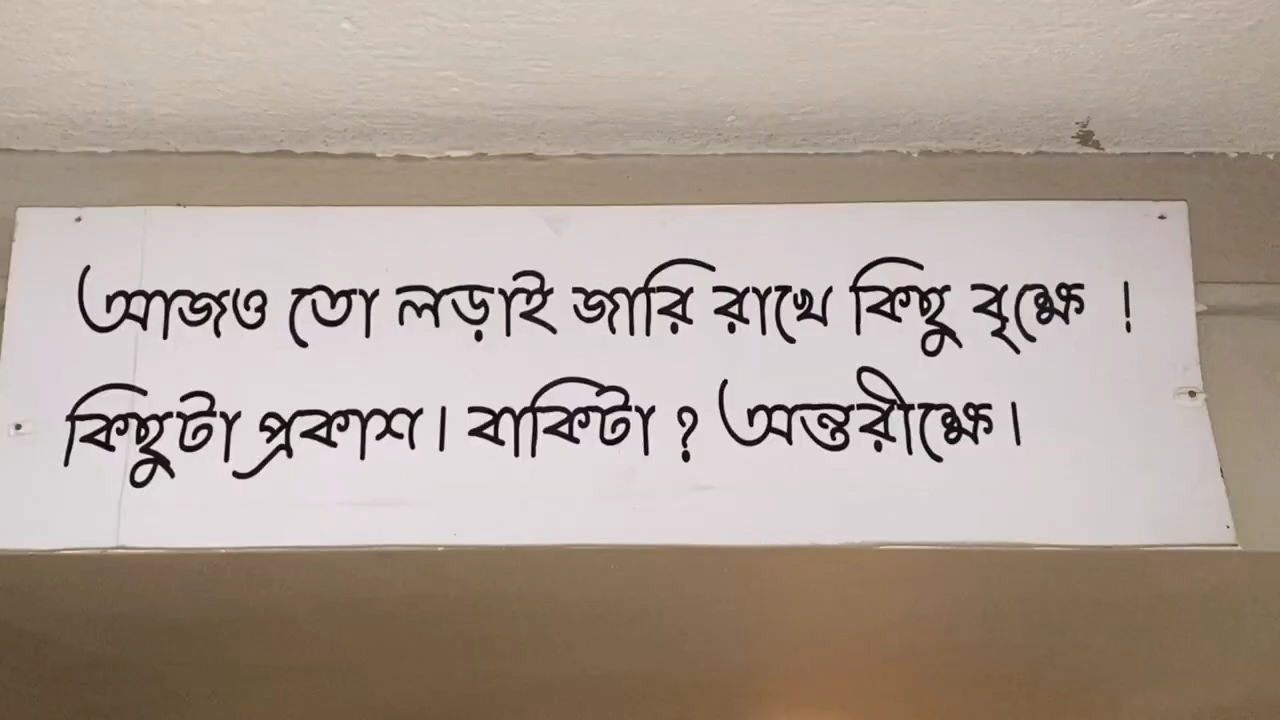 আজও তো লড়াই জারি রাখে কিছু বৃক্ষে !
কিছুটা প্রকাশ। বাকিটা ? অন্তরীক্ষে।